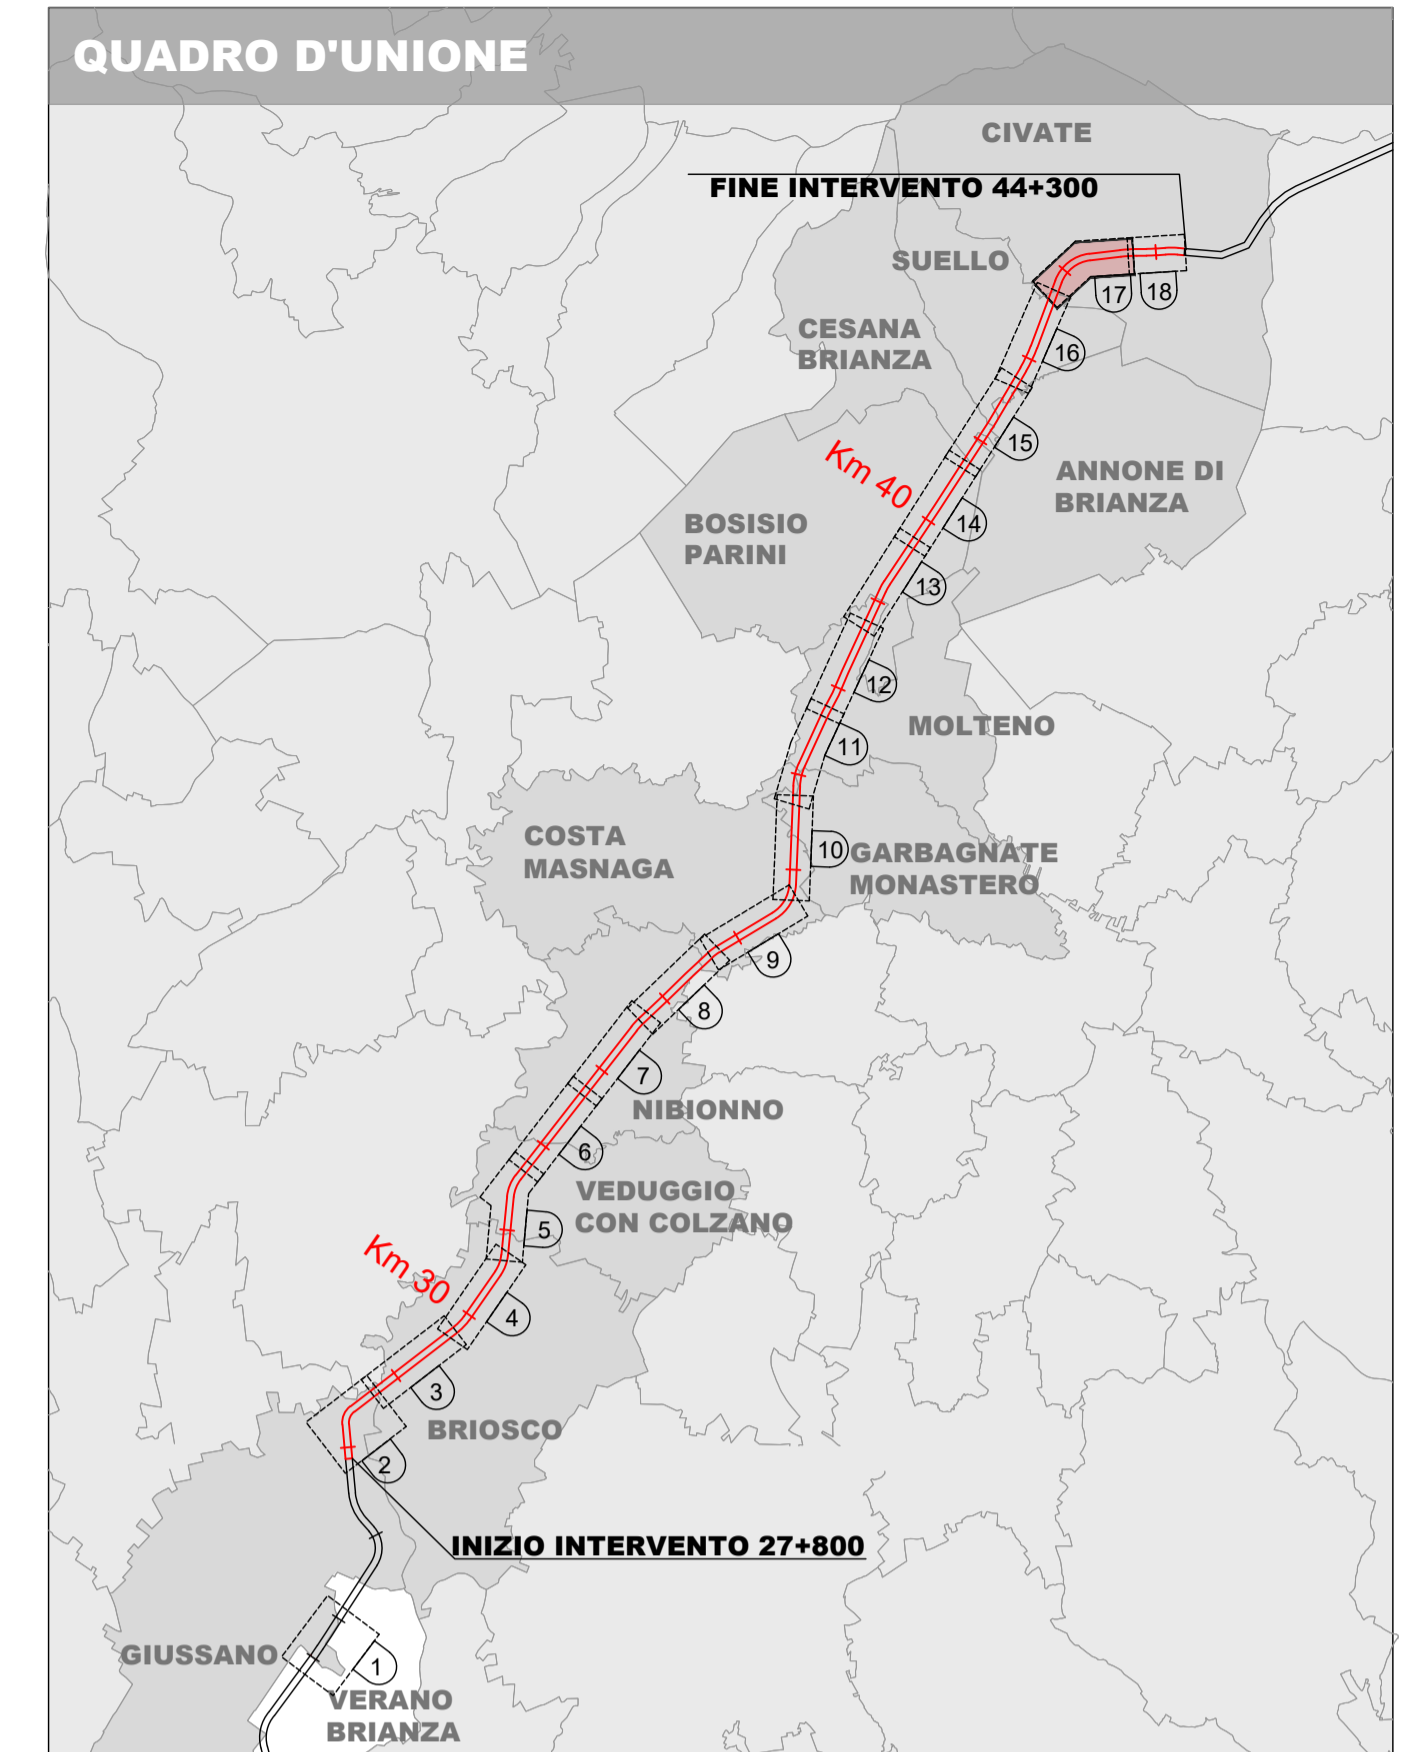 QUADRO D'UNIONE
CIVATE
FINE INTERVENTO 44+300
SUELLO
17
18
CESANA
BRIANZA
16
15
Km 40
ANNONE DI
BRIANZA
BOSISIO
PARINI
14
13
12
MOLTENO
11
COSTA
MASNAGA
10
GARBAGNATE
MONASTERO
9
8
7
NIBIONNO
6
VEDUGGIO
CON COLZANO
5
Km 30
4
3
BRIOSCO
2
INIZIO INTERVENTO 27+800
GIUSSANO
1
VERANO
BRIANZA